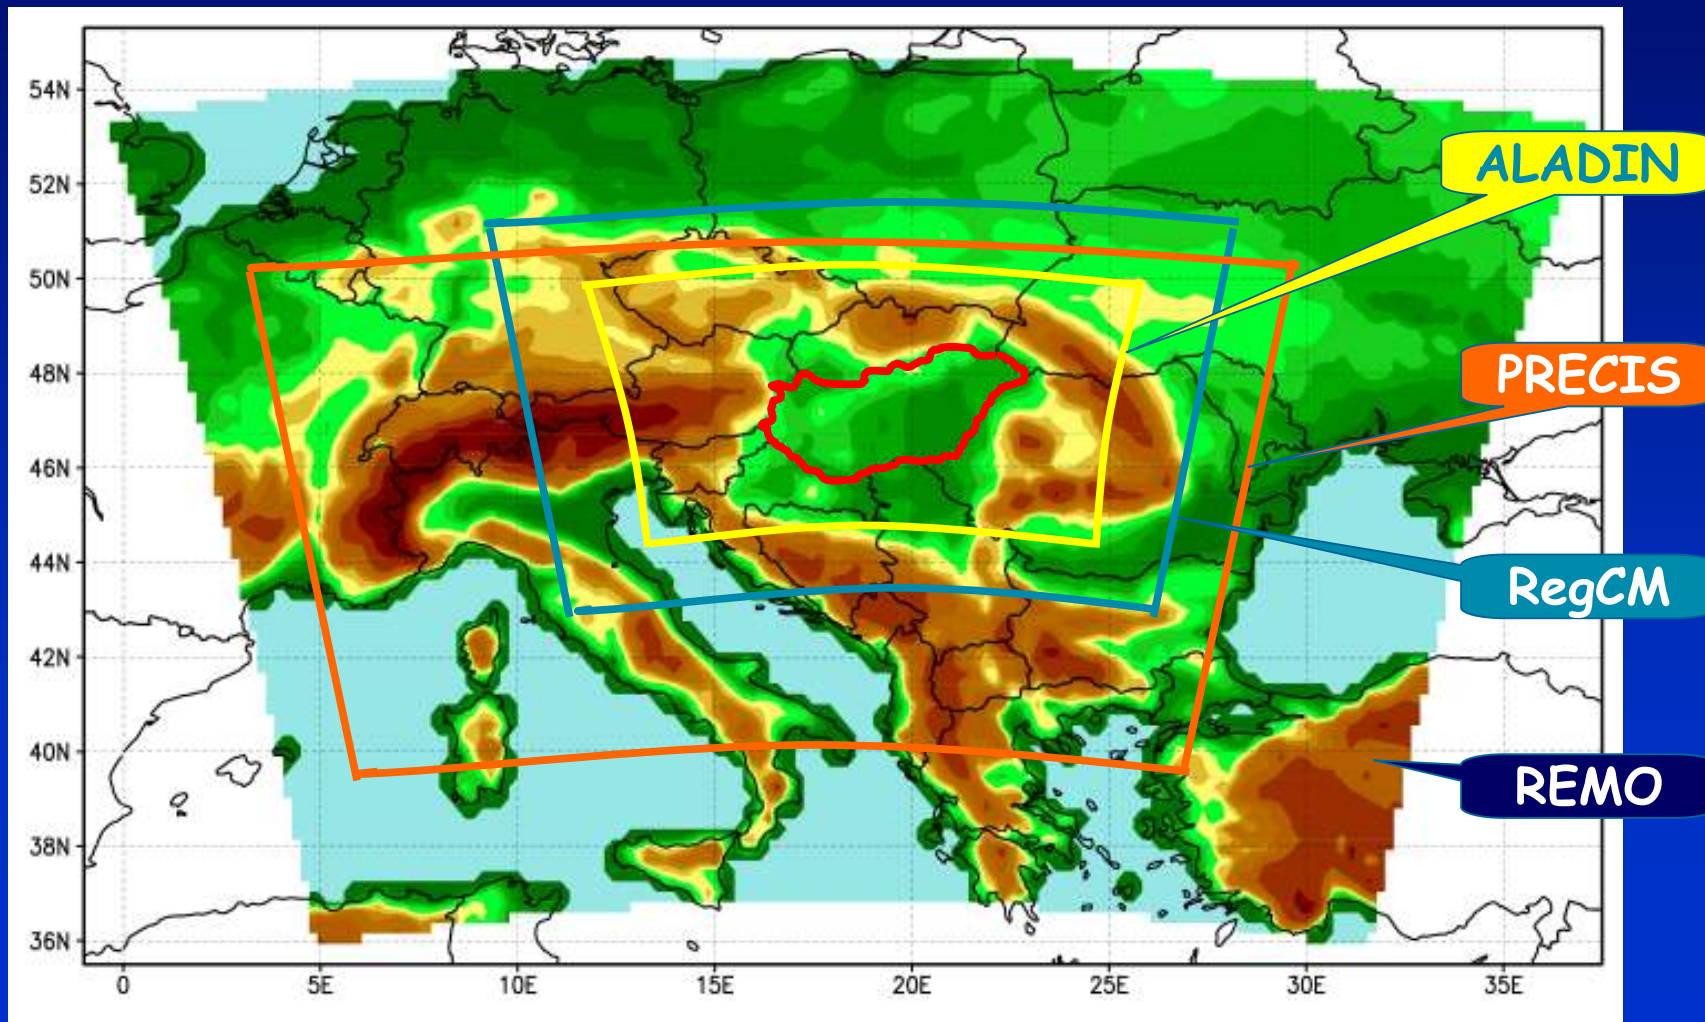 54N
52N
50N
48N
46N
44N
42N
40N
38N
36N
0 5E 10E 15E 20E 25E 30E 35E
ALADIN
PRECIS
RegCM
REMO